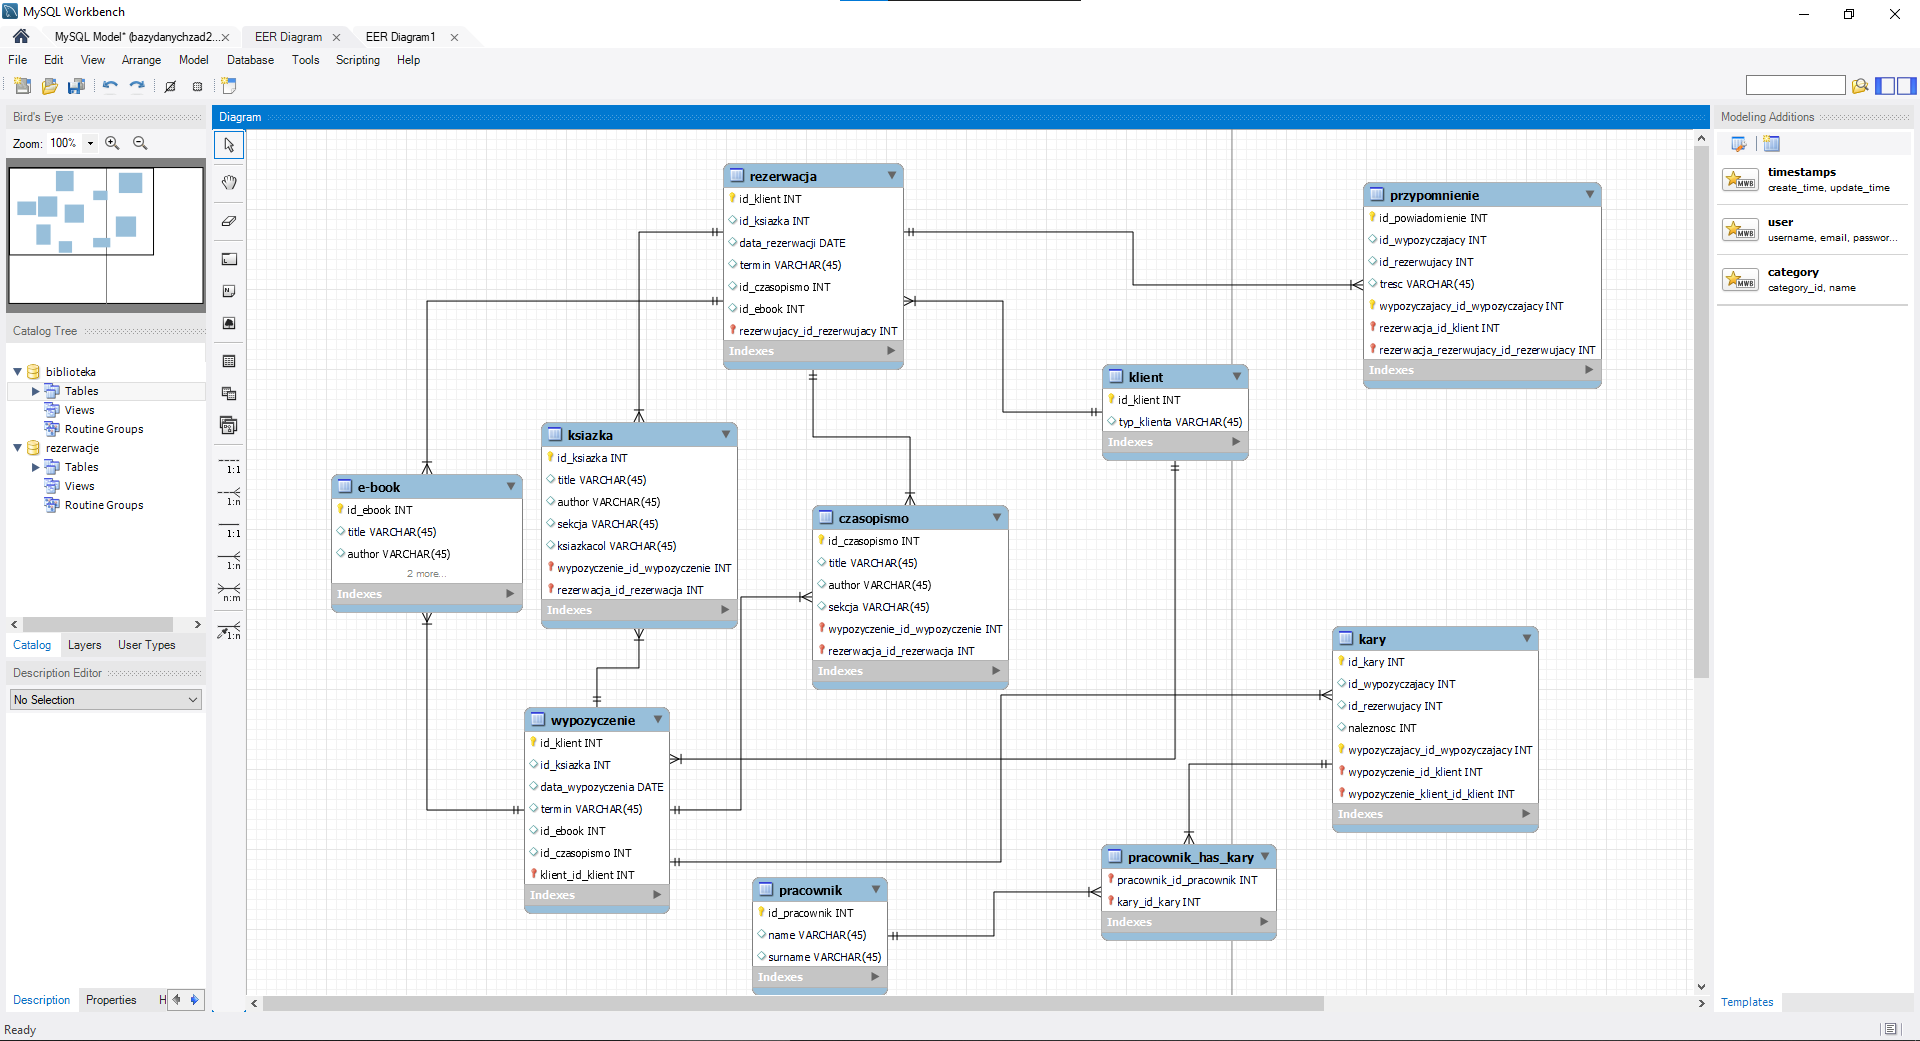 MySQL Workbench
MySQL Model* (bazydanychzad2...
EER Diagram
EER Diagram1
File Edit View Arrange Model Database Tools Scripting Help
Bird's Eye
Zoom: 100%
Catalog Tree
biblioteka
Tables
Views
Routine Groups
rezerwacje
Tables
Views
Routine Groups
Catalog Layers User Types
Description Editor
No Selection
Description Properties H
Ready
Diagram
1:1
1:n
1:1
1:n
n:m
1:n
rezerwacja
id_klient INT
id_ksiazka INT
data_rezerwacji DATE
termin VARCHAR(45)
id_czasopismo INT
id_ebook INT
rezerwujacy_id_rezerwujacy INT
Indexes
przypomnienie
id_powiadomienie INT
id_wypozyczajacy INT
id_rezerwujacy INT
tresc VARCHAR(45)
wypozyczajacy_id_wypozyczajacy INT
rezerwacja_id_klient INT
rezerwacja_rezerwujacy_id_rezerwujacy INT
Indexes
klient
id_klient INT
typ_klienta VARCHAR(45)
Indexes
ksiazka
id_ksiazka INT
title VARCHAR(45)
author VARCHAR(45)
sekcja VARCHAR(45)
ksiazkacol VARCHAR(45)
wypozyczenie_id_wypozyczenie INT
rezerwacja_id_rezerwacja INT
Indexes
e-book
id_ebook INT
title VARCHAR(45)
author VARCHAR(45)
2 more...
Indexes
czasopismo
id_czasopismo INT
title VARCHAR(45)
author VARCHAR(45)
sekcja VARCHAR(45)
wypozyczenie_id_wypozyczenie INT
rezerwacja_id_rezerwacja INT
Indexes
kary
id_kary INT
id_wypozyczajacy INT
id_rezerwujacy INT
naleznosc INT
wypozyczajacy_id_wypozyczajacy INT
wypozyczenie_id_klient INT
wypozyczenie_klient_id_klient INT
Indexes
wypozyczenie
id_klient INT
id_ksiazka INT
data_wypozyczenia DATE
termin VARCHAR(45)
id_ebook INT
id_czasopismo INT
klient_id_klient INT
Indexes
pracownik_has_kary
pracownik_id_pracownik INT
kary_id_kary INT
Indexes
pracownik
id_pracownik INT
name VARCHAR(45)
surname VARCHAR(45)
Indexes
Modeling Additions
MWB
timestamps
create_time, update_time
MWB
user
username, email, passwor...
MWB
category
category_id, name
Templates